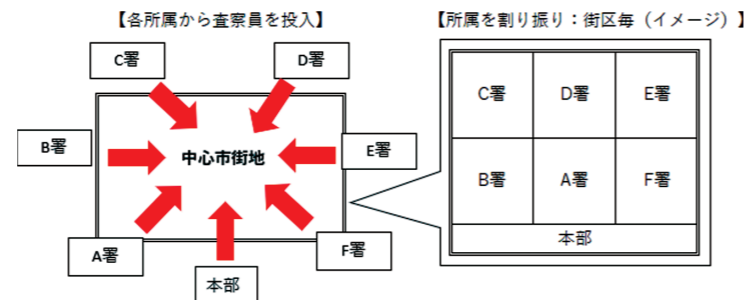 【各所属から査察員を投入】
【所属を割り振り：街区毎（イメージ）】
C署
D署
B署
中心市街地
E署
A署
本部
F署
C署
D署
E署
B署
A署
F署
本部